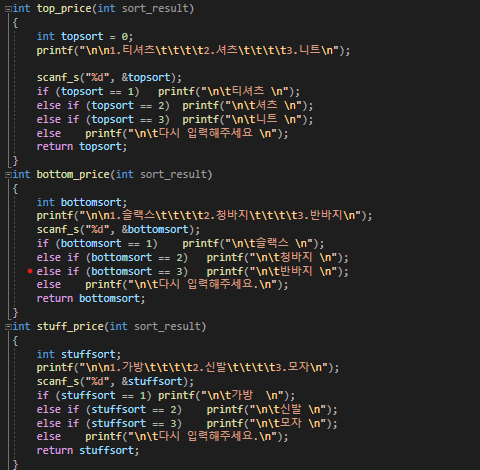 int top_price(int sort_result)
{
int topsort = 0;
printf("\n\n1.티셔츠\t\t\t\t2.셔츠\t\t\t\t3.니트\n");
scanf_s("%d", &topsort);
if (topsort == 1) printf("\n\t티셔츠 \n");
else if (topsort == 2) printf("\n\t셔츠 \n");
else if (topsort == 3) printf("\n\t니트 \n");
else printf("\n\t다시 입력해주세요 \n");
return topsort;
}
int bottom_price(int sort_result)
{
int bottomsort;
printf("\n\n1.슬랙스\t\t\t\t2.청바지\t\t\t\t3.반바지\n");
scanf_s("%d", &bottomsort);
if (bottomsort == 1) printf("\n\t슬랙스 \n");
else if (bottomsort == 2) printf("\n\t청바지 \n");
else if (bottomsort == 3) printf("\n\t반바지 \n");
else printf("\n\t다시 입력해주세요.\n");
return bottomsort;
}
int stuff_price(int sort_result)
{
int stuffsort;
printf("\n\n1.가방\t\t\t\t2.신발\t\t\t\t3.모자\n");
scanf_s("%d", &stuffsort);
if (stuffsort == 1) printf("\n\t가방 \n");
else if (stuffsort == 2) printf("\n\t신발 \n");
else if (stuffsort == 3) printf("\n\t모자 \n");
else printf("\n\t다시 입력해주세요.\n");
return stuffsort;
}